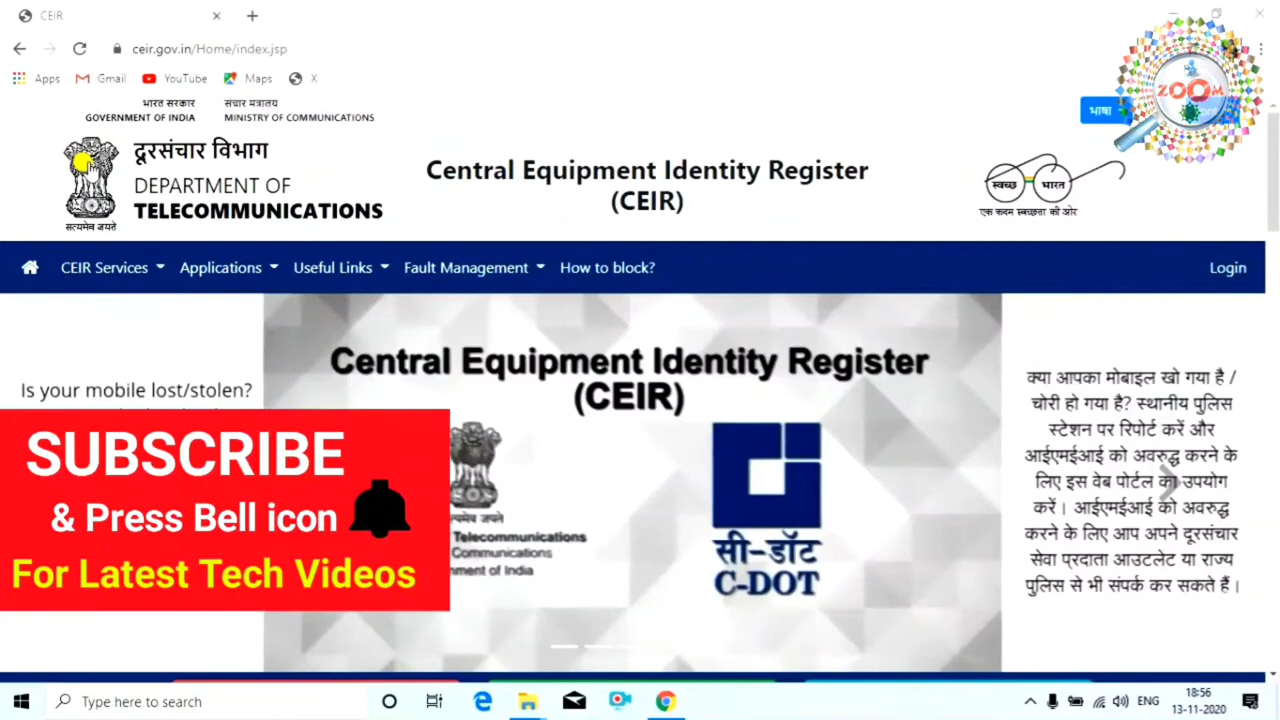 CEIR
ceir.gov.in/Home/index.jsp
Apps Gmail YouTube Maps X
भारत सरकार संचार मंत्रालय
GOVERNMENT OF INDIA MINISTRY OF COMMUNICATIONS
भाषा
ZOOM
दूरसंचार विभाग
DEPARTMENT OF
TELECOMMUNICATIONS
सत्यमेव जयते
Central Equipment Identity Register
(CEIR)
स्वच्छ भारत
एक कदम स्वच्छता की ओर
CEIR Services Applications Useful Links Fault Management How to block? Login
Central Equipment Identity Register
(CEIR)
Is your mobile lost/stolen?
SUBSCRIBE
& Press Bell icon
For Latest Tech Videos
Telecommunications
Communications
of India
सी-डॉट
C-DOT
क्या आपका मोबाइल खो गया है /
चोरी हो गया है? स्थानीय पुलिस
स्टेशन पर रिपोर्ट करें और
आईएमईआई को अवरुद्ध करने के
लिए इस वेब पोर्टल का उपयोग
करें। आईएमईआई को अवरुद्ध
करने के लिए आप अपने दूरसंचार
सेवा प्रदाता आउटलेट या राज्य
पुलिस से भी संपर्क कर सकते हैं।
Type here to search
ENG
18:56
13-11-2020